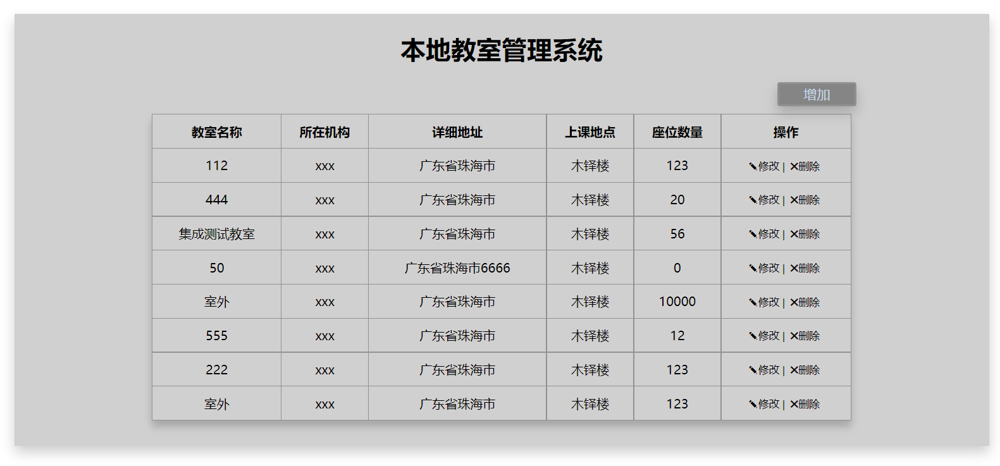 本地教室管理系统
增加
教室名称 所在机构 详细地址 上课地点 座位数量 操作
112 xxx 广东省珠海市 木铎楼 123 修改 | 删除
444 xxx 广东省珠海市 木铎楼 20 修改 | 删除
集成测试教室 xxx 广东省珠海市 木铎楼 56 修改 | 删除
50 xxx 广东省珠海市6666 木铎楼 0 修改 | 删除
室外 xxx 广东省珠海市 木铎楼 10000 修改 | 删除
555 xxx 广东省珠海市 木铎楼 12 修改 | 删除
222 xxx 广东省珠海市 木铎楼 123 修改 | 删除
室外 xxx 广东省珠海市 木铎楼 123 修改 | 删除